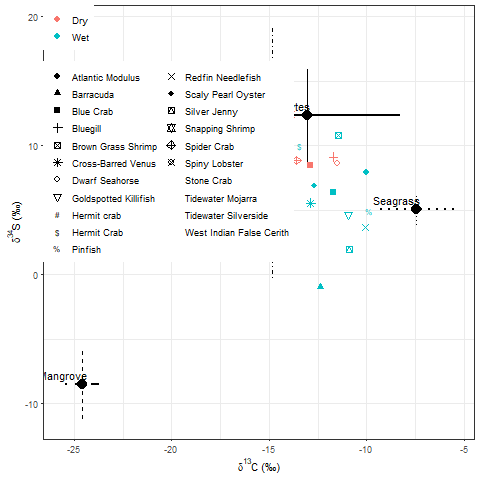 20
10
0
-10
-25
-20
-15
-10
-5
δ34S (‰)
δ13C (‰)
Dry
Wet
Atlantic Modulus
Barracuda
Blue Crab
Bluegill
Brown Grass Shrimp
Cross-Barred Venus
Dwarf Seahorse
Goldspotted Killifish
# Hermit crab
$ Hermit Crab
% Pinfish
Redfin Needlefish
Scaly Pearl Oyster
Silver Jenny
Snapping Shrimp
Spider Crab
Spiny Lobster
Stone Crab
Tidewater Mojarra
Tidewater Silverside
West Indian False Cerith
tes
$
%
Seagrass
Mangrove